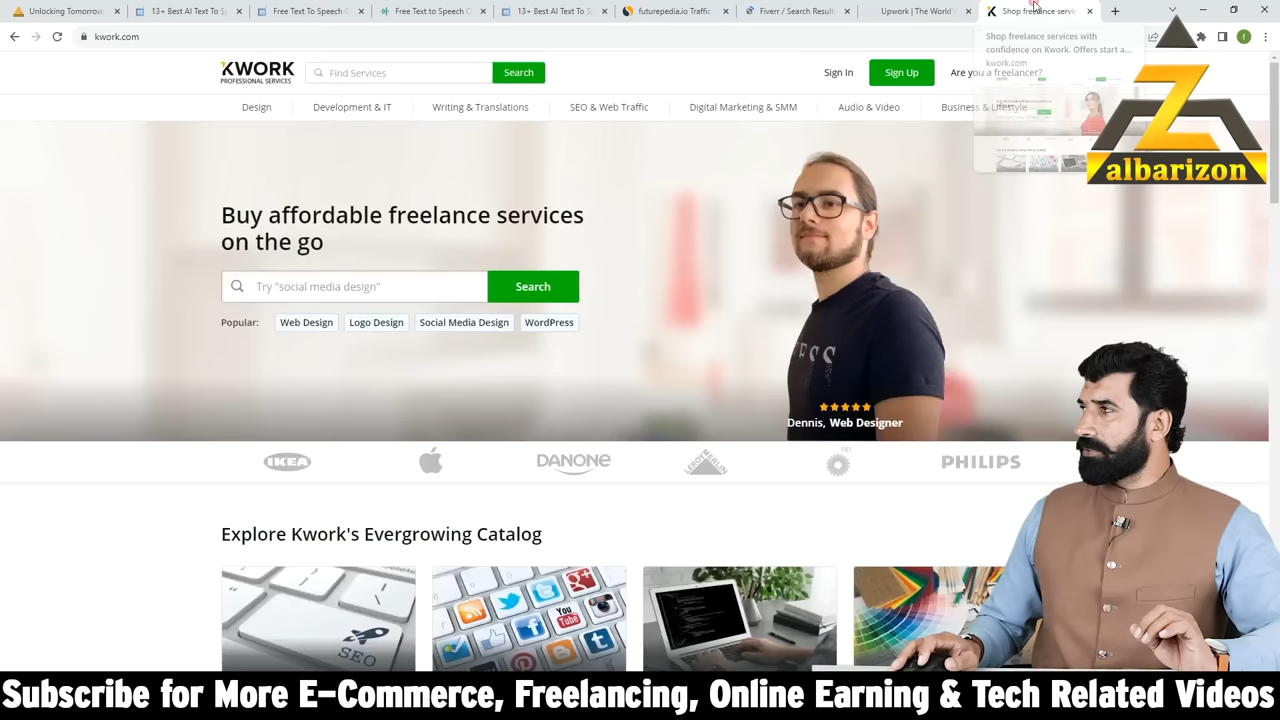 Unlocking Tomorrow
13+ Best AI Text To Sp
Free Text To Speech O
Free Text to Speech C
13+ Best AI Text To S
futurepedia.io Traffic
Fiverr / Search Result
Upwork | The World's
Shop freelance servic
kwork.com
Shop freelance services with
confidence on Kwork. Offers start a...
kwork.com
KWORK
PROFESSIONAL SERVICES
Find Services
Search
Sign In
Sign Up
Are you a freelancer?
Design
Development & IT
Writing & Translations
SEO & Web Traffic
Digital Marketing & SMM
Audio & Video
Business & Lifestyle
Z
albarizon
Buy affordable freelance services
on the go
Try "social media design"
Search
Popular:
Web Design
Logo Design
Social Media Design
WordPress
Dennis, Web Designer
IKEA
DANONE
LEROY MERLIN
bp
PHILIPS
Explore Kwork's Evergrowing Catalog
SEO
You
Tube
Subscribe for More E-Commerce, Freelancing, Online Earning & Tech Related Videos